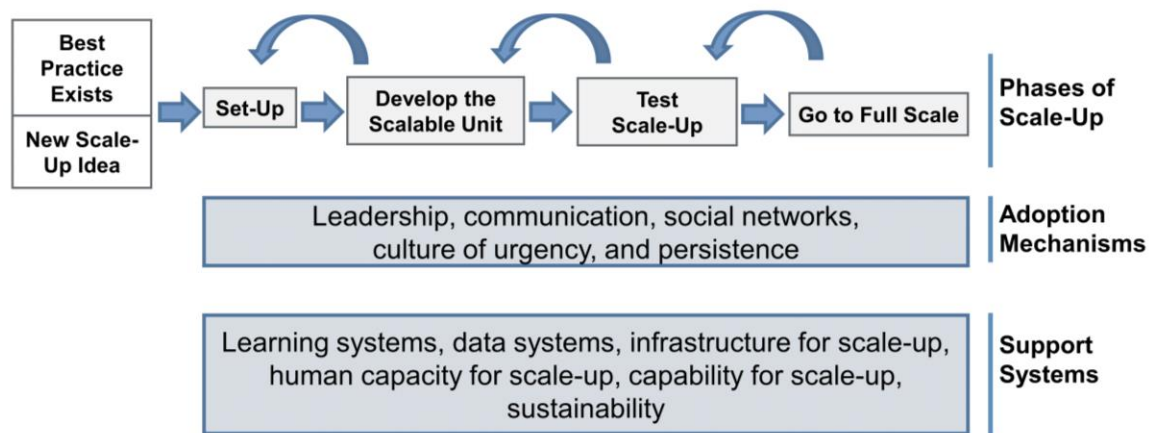 Best
Practice
Exists
New Scale-
Up Idea
Set-Up
Develop the
Scalable Unit
Test
Scale-Up
Go to Full Scale
Phases of
Scale-Up
Leadership, communication, social networks,
culture of urgency, and persistence
Adoption
Mechanisms
Learning systems, data systems, infrastructure for scale-up,
human capacity for scale-up, capability for scale-up,
sustainability
Support
Systems